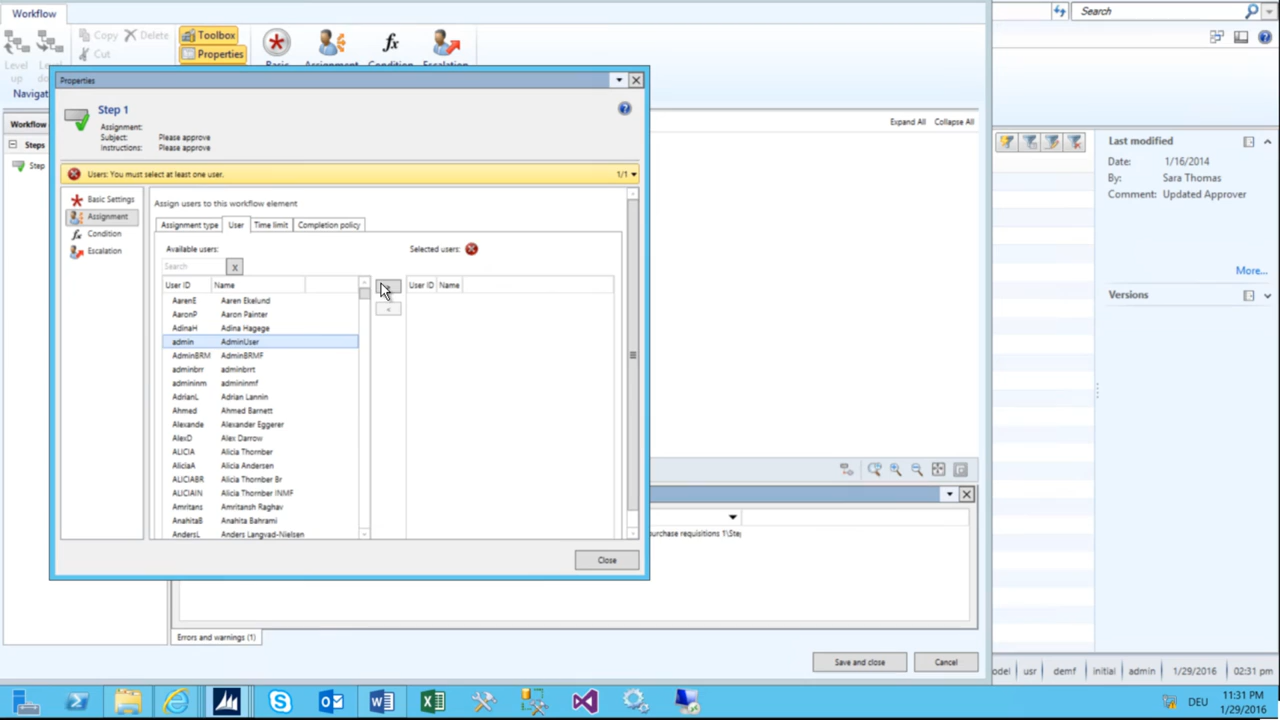 Workflow
Search
Copy Delete
Cut
Toolbox
Properties
Level up
Level
Basic Assignment Condition Escalation
Navigat
Properties
Step 1
Assignment:
Subject: Please approve
Instructions: Please approve
Users: You must select at least one user. 1/1
Workflow
Steps
Step
Basic Settings
Assignment
Condition
Escalation
Assign users to this workflow element
Assignment type User Time limit Completion policy
Available users:
Selected users:
Search x
User ID Name
AarenE Aaren Ekelund
AaronP Aaron Painter
AdinaH Adina Hagege
admin AdminUser
AdminBRM AdminBRMF
adminbrr adminbrrt
admininm admininmf
AdrianL Adrian Lannin
Ahmed Ahmed Barnett
Alexande Alexander Eggerer
AlexD Alex Darrow
ALICIA Alicia Thornber
AliciaA Alicia Andersen
ALICIABR Alicia Thornber Br
ALICIAIN Alicia Thornber INMF
Amritans Amritansh Raghav
AnahitaB Anahita Bahrami
AndersL Anders Langvad-Nielsen
<
User ID Name
Close
Expand All Collapse All
urchase requisitions 1\Ste
Errors and warnings (1)
Save and close Cancel
Last modified
Date: 1/16/2014
By: Sara Thomas
Comment: Updated Approver
More...
Versions
odel usr demf initial admin 1/29/2016 02:31 pm
DEU
11:31 PM
1/29/2016